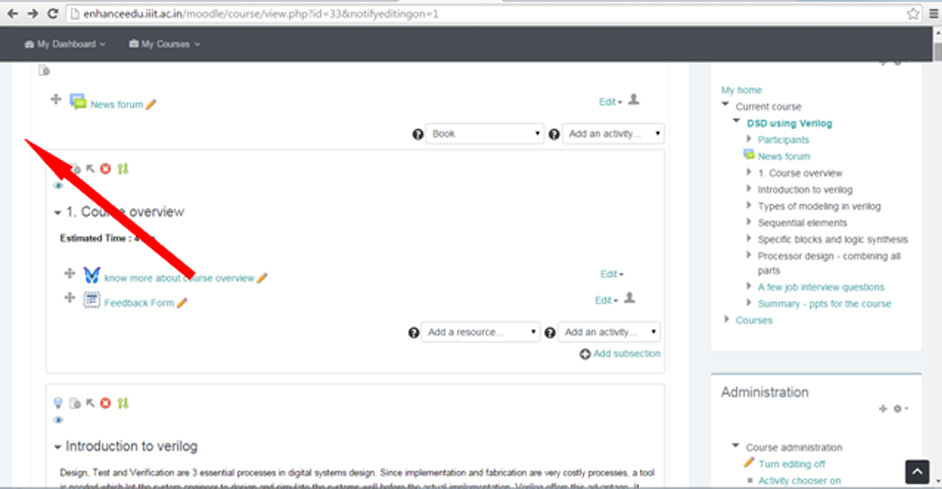 enhanceedu.iiit.ac.in/moodle/course/view.php?id=33&notifyeditingon=1
My Dashboard
My Courses
News forum
Edit
Book
Add an activity...
1. Course overview
Estimated Time : 4
know more about course overview
Edit
Feedback Form
Edit
Add a resource...
Add an activity...
Add subsection
Introduction to verilog
Design, Test and Verification are 3 essential processes in digital systems design. Since implementation and fabrication are very costly processes, a tool
is needed which let the system engineer to design and simulate the systems well before the actual implementation. Verilog offers this advantage. It
My home
Current course
DSD using Verilog
Participants
News forum
1. Course overview
Introduction to verilog
Types of modeling in verilog
Sequential elements
Specific blocks and logic synthesis
Processor design - combining all
parts
A few job interview questions
Summary - ppts for the course
Courses
Administration
Course administration
Turn editing off
Activity chooser on